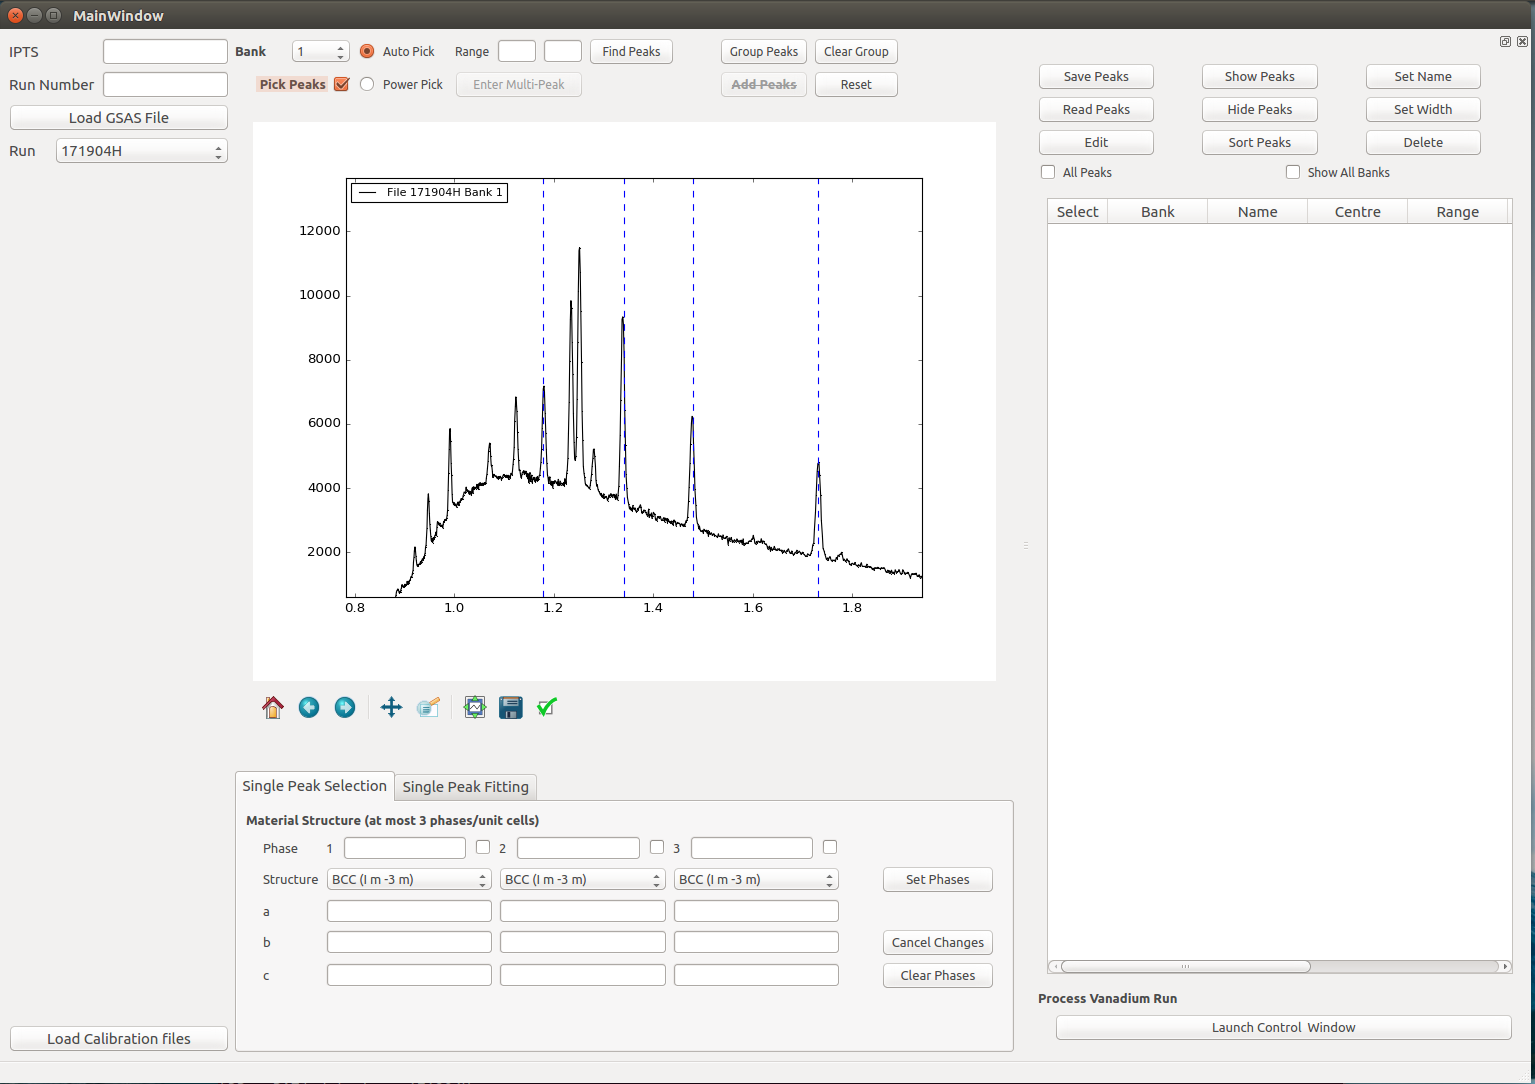 MainWindow
IPTS
Bank
1
Auto Pick
Range
Find Peaks
Group Peaks
Clear Group
Run Number
Pick Peaks
Power Pick
Enter Multi-Peak
Add Peaks
Reset
Load GSAS File
Run
171904H
File 171904H Bank 1
12000
10000
8000
6000
4000
2000
0.8
1.0
1.2
1.4
1.6
1.8
Single Peak Selection
Single Peak Fitting
Material Structure (at most 3 phases/unit cells)
Phase
1
2
3
Structure
BCC (I m -3 m)
BCC (I m -3 m)
BCC (I m -3 m)
Set Phases
a
b
Cancel Changes
c
Clear Phases
Load Calibration files
Save Peaks
Show Peaks
Set Name
Read Peaks
Hide Peaks
Set Width
Edit
Sort Peaks
Delete
All Peaks
Show All Banks
Select
Bank
Name
Centre
Range
Process Vanadium Run
Launch Control  Window